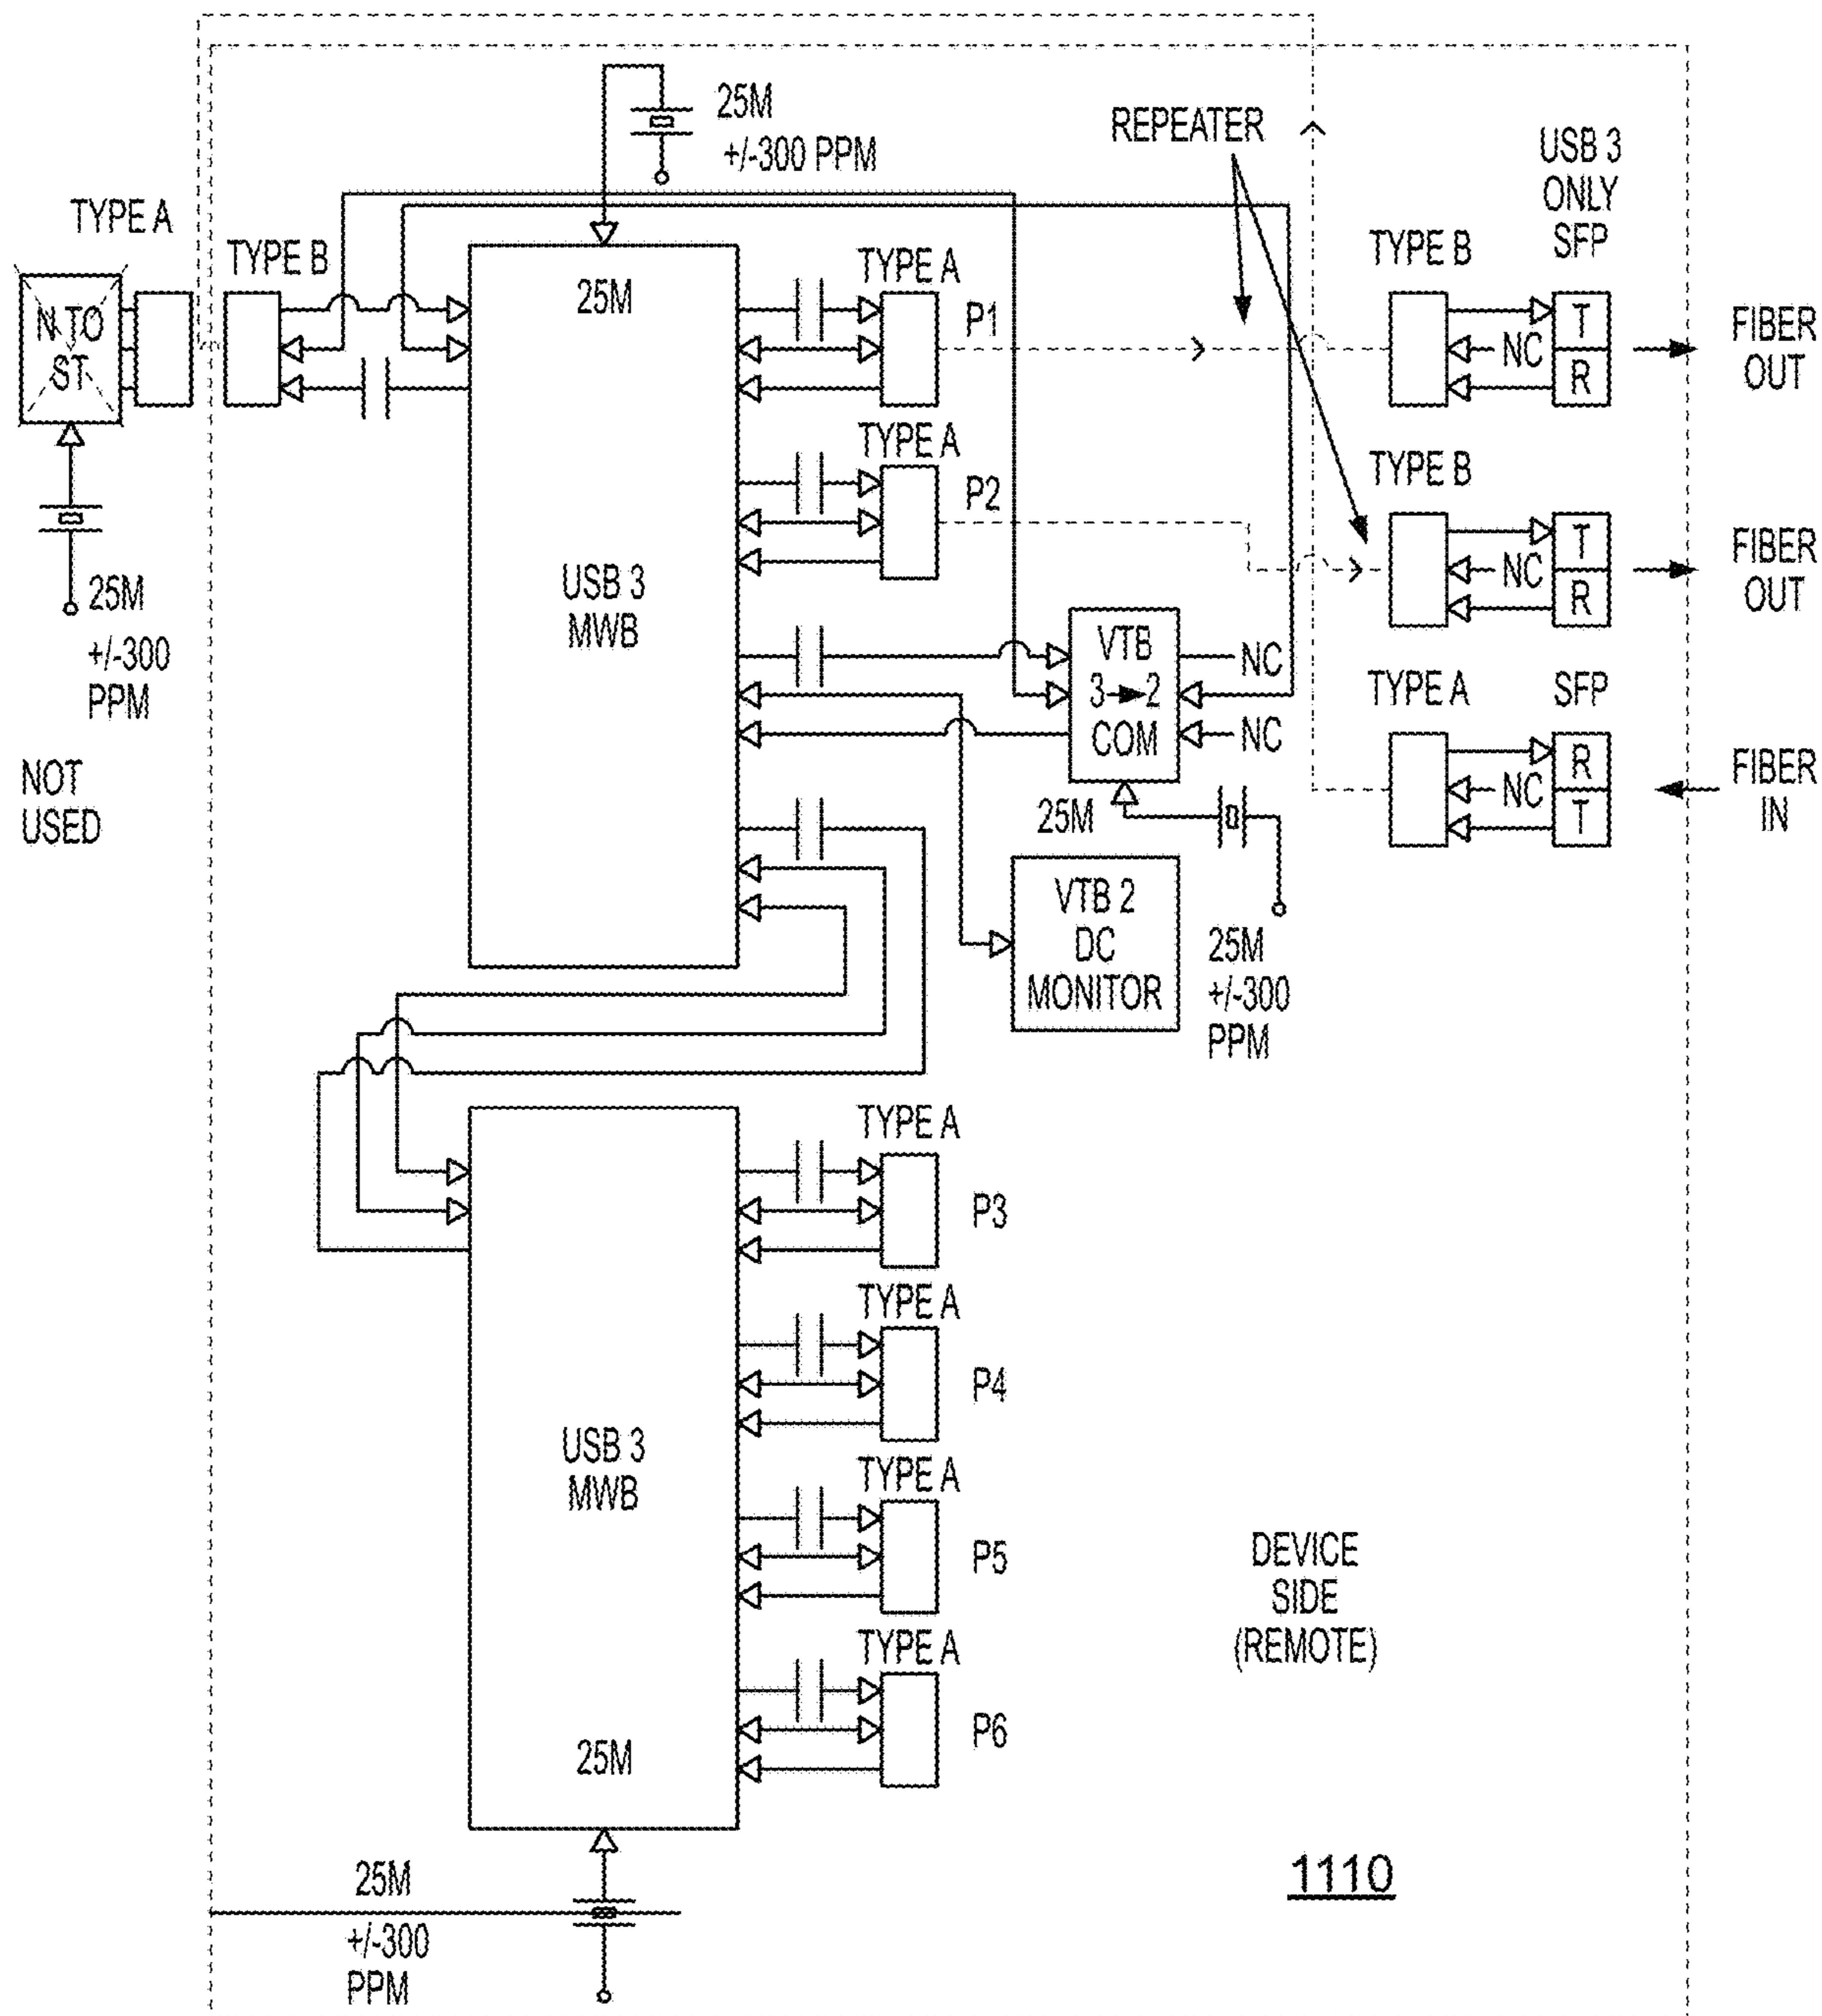 25M
+/-300 PPM
REPEATER
USB 3
ONLY
SFP
TYPE A
TYPE B
TYPE A
TYPE B
N TO
ST
25M
P1
T
NC
R
FIBER
OUT
TYPE A
TYPE B
P2
T
NC
R
FIBER
OUT
25M
+/-300
PPM
USB 3
MWB
VTB
3 2
COM
NC
NC
TYPE A
SFP
R
NC
T
FIBER
IN
NOT
USED
25M
VTB 2
DC
MONITOR
25M
+/-300
PPM
TYPE A
P3
TYPE A
P4
USB 3
MWB
TYPE A
P5
DEVICE
SIDE
(REMOTE)
TYPE A
P6
25M
25M
+/-300
PPM
1110